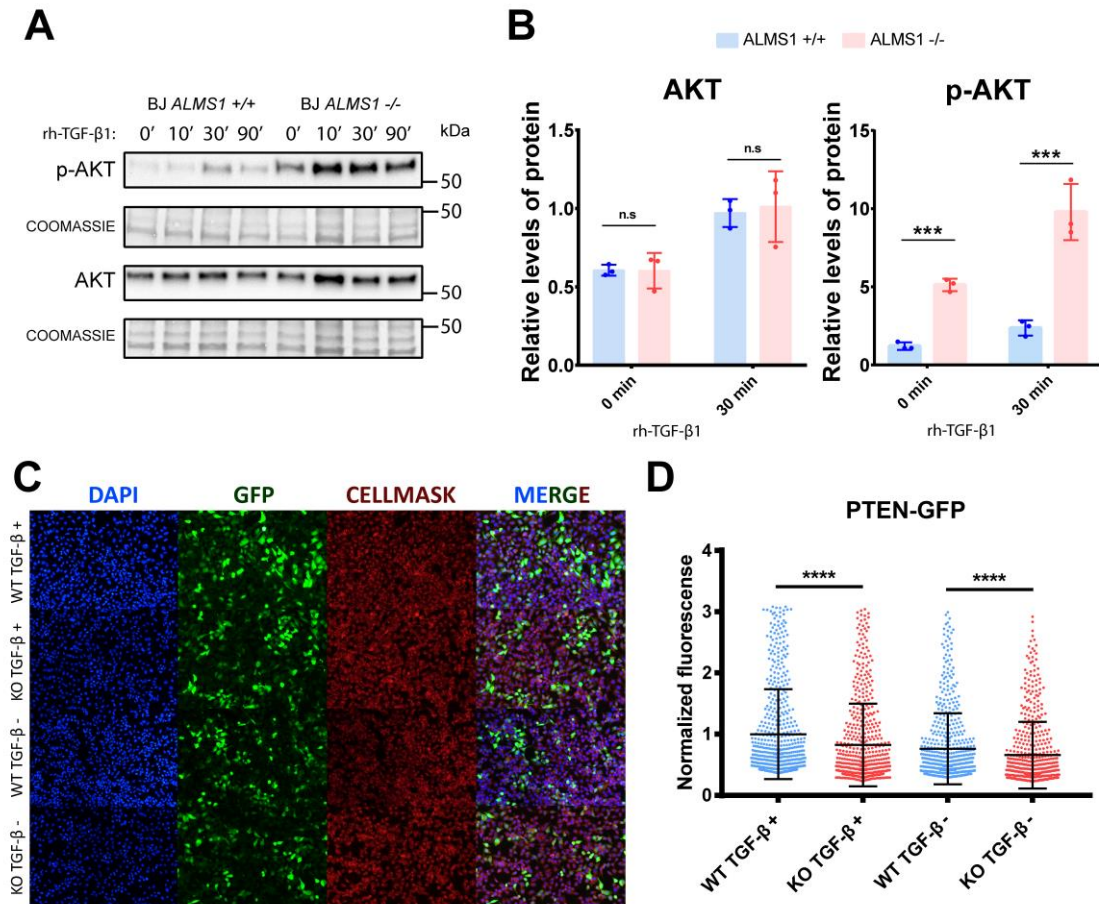 A
BJ ALMS1 +/+ BJ ALMS1 -/-
rh-TGF-β1: 0’ 10’ 30’ 90’ 0’ 10’ 30’ 90’ kDa
p-AKT
50
COOMASSIE
50
AKT
50
COOMASSIE
50
B
ALMS1 +/+ ALMS1 -/-
AKT
Relative levels of protein
1.5
1.0
0.5
0.0
n.s
n.s
0 min 30 min
rh-TGF-β1
p-AKT
Relative levels of protein
15
10
5
0
***
***
0 min 30 min
rh-TGF-β1
C
DAPI GFP CELLMASK MERGE
WT TGF-β +
KO TGF-β +
WT TGF-β -
KO TGF-β -
D
PTEN-GFP
Normalized fluorescense
4
3
2
1
0
**** ****
WT TGF-β + KO TGF-β + WT TGF-β - KO TGF-β -